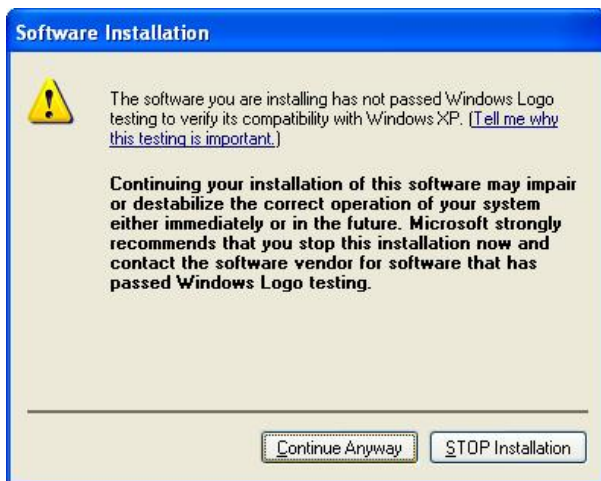 Software Installation
The software you are installing has not passed Windows Logo
testing to verify its compatibility with Windows XP. (Tell me why
this testing is important.)
Continuing your installation of this software may impair
or destabilize the correct operation of your system
either immediately or in the future. Microsoft strongly
recommends that you stop this installation now and
contact the software vendor for software that has
passed Windows Logo testing.
Continue Anyway STOP Installation